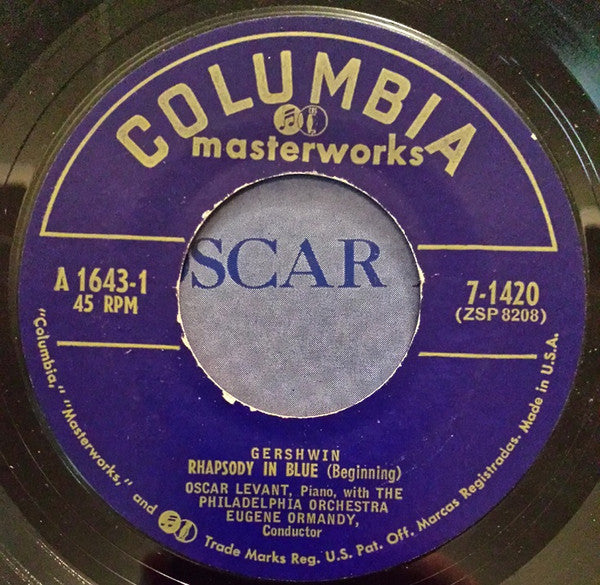 COLUMBIA
masterworks
SCAR
A 1643-1
45 RPM
7-1420
(ZSP 8208)
GERSHWIN
RHAPSODY IN BLUE (Beginning)
OSCAR LEVANT, Piano, with THE
PHILADELPHIA ORCHESTRA
EUGENE ORMANDY,
Conductor
"Columbia," "Masterworks," and Trade Marks Reg. U.S. Pat. Off. Marcas Registradas. Made in U.S.A.